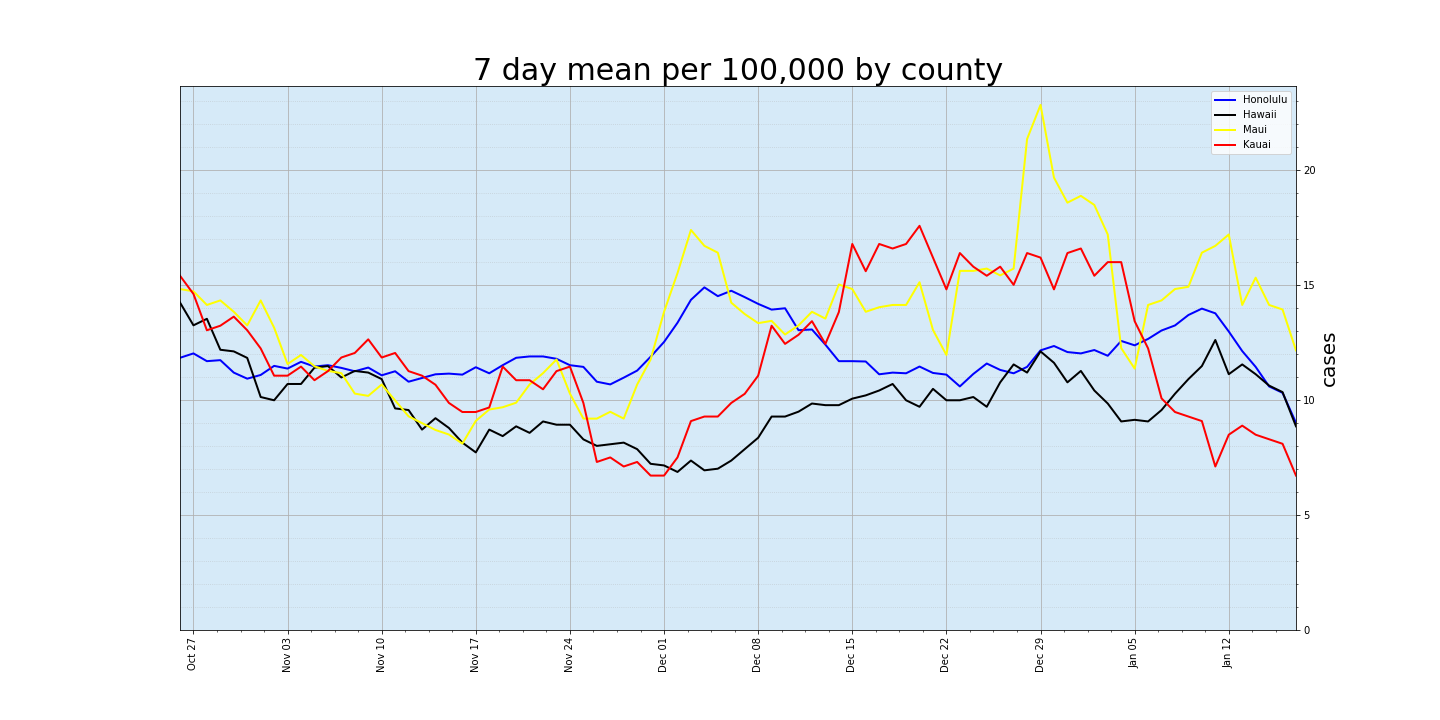 7 day mean per 100,000 by county
Honolulu
Hawaii
Maui
Kauai
20
15
10
5
0
cases
Oct 27
Nov 03
Nov 10
Nov 17
Nov 24
Dec 01
Dec 08
Dec 15
Dec 22
Dec 29
Jan 05
Jan 12